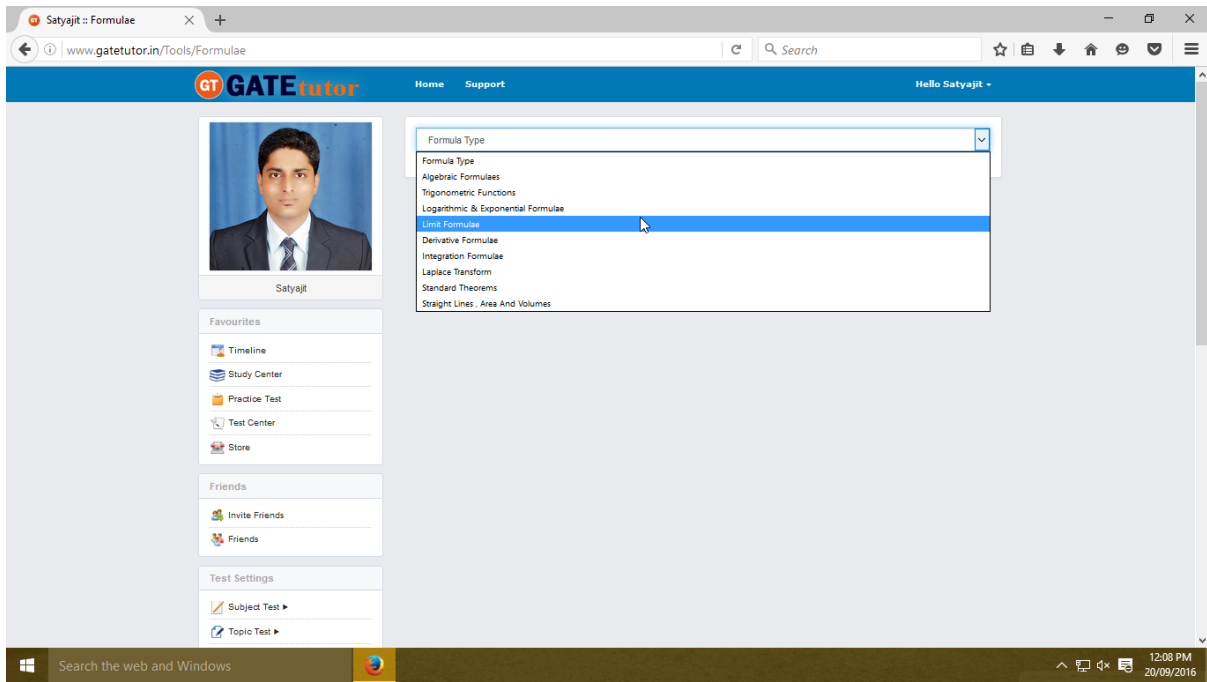 Satyajit :: Formulae
www.gatetutor.in/Tools/Formulae
Search
GT GATEtutor
Home Support
Hello Satyajit
Formula Type
Formula Type
Algebraic Formulaes
Trigonometric Functions
Logarithmic & Exponential Formulae
Limit Formulae
Derivative Formulae
Integration Formulae
Laplace Transform
Standard Theorems
Straight Lines , Area And Volumes
Satyajit
Favourites
Timeline
Study Center
Practice Test
Test Center
Store
Friends
Invite Friends
Friends
Test Settings
Subject Test ▶
Topic Test ▶
Search the web and Windows
12:08 PM
20/09/2016